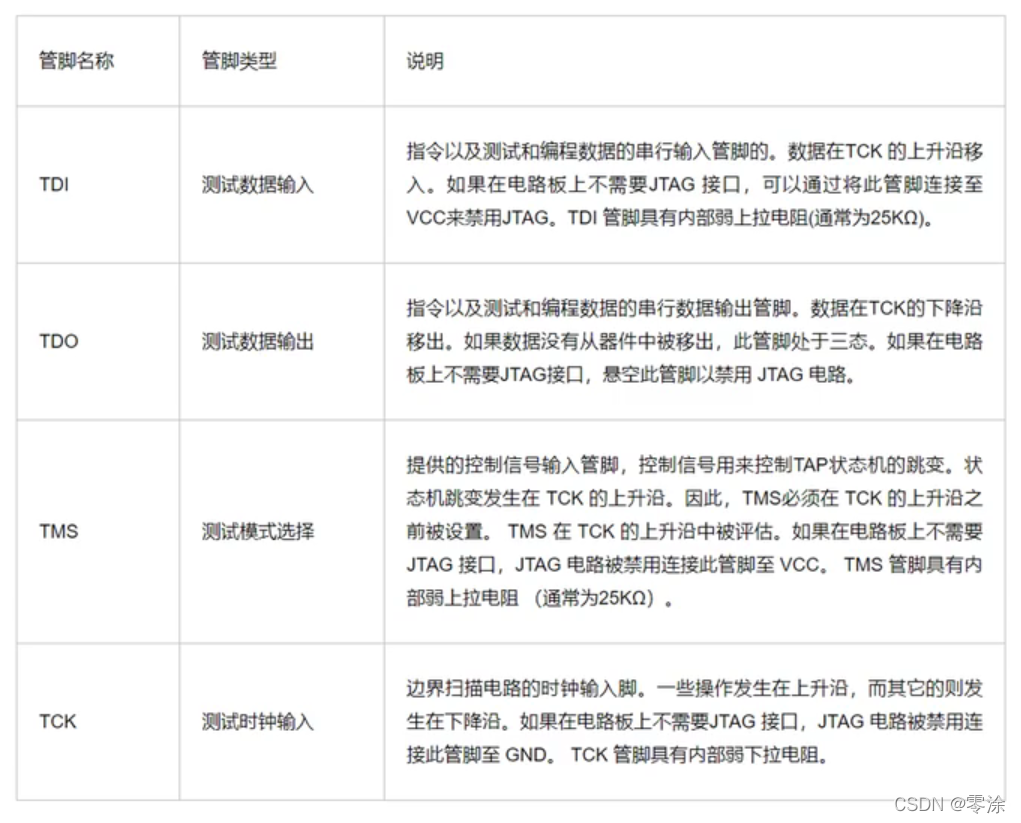 管脚名称 管脚类型 说明
指令以及测试和编程数据的串行输入管脚的。数据在TCK 的上升沿移
TDI 测试数据输入 入。如果在电路板上不需要JTAG 接口，可以通过将此管脚连接至
VCC来禁用JTAG。TDI 管脚具有内部弱上拉电阻(通常为25KΩ)。
指令以及测试和编程数据的串行数据输出管脚。数据在TCK的下降沿
TDO 测试数据输出 移出。如果数据没有从器件中被移出，此管脚处于三态。如果在电路
板上不需要JTAG接口，悬空此管脚以禁用 JTAG 电路。
提供的控制信号输入管脚，控制信号用来控制TAP状态机的跳变。状
态机跳变发生在 TCK 的上升沿。因此，TMS必须在 TCK 的上升沿之
TMS 测试模式选择 前被设置。 TMS 在 TCK 的上升沿中被评估。如果在电路板上不需要
JTAG 接口，JTAG 电路被禁用连接此管脚至 VCC。 TMS 管脚具有内
部弱上拉电阻 （通常为25KΩ）。
边界扫描电路的时钟输入脚。一些操作发生在上升沿，而其它的则发
TCK 测试时钟输入 生在下降沿。如果在电路板上不需要JTAG 接口，JTAG 电路被禁用连
接此管脚至 GND。 TCK 管脚具有内部弱下拉电阻。
CSDN @零涂